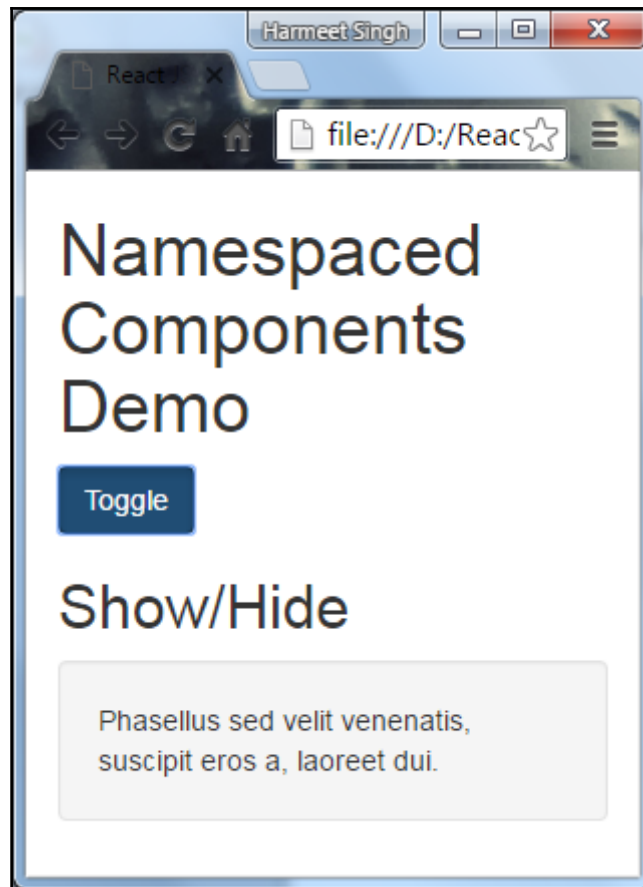 Harmeet Singh
React J
file:///D:/Reac
Namespaced
Components
Demo
Toggle
Show/Hide
Phasellus sed velit venenatis,
suscipit eros a, laoreet dui.